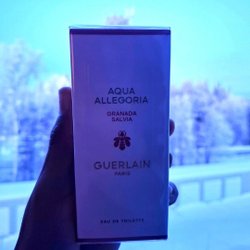 AQUA
ALLEGORIA
GRANADA
SALVIA
GUERLAIN
PARIS
EAU DE TOILETTE